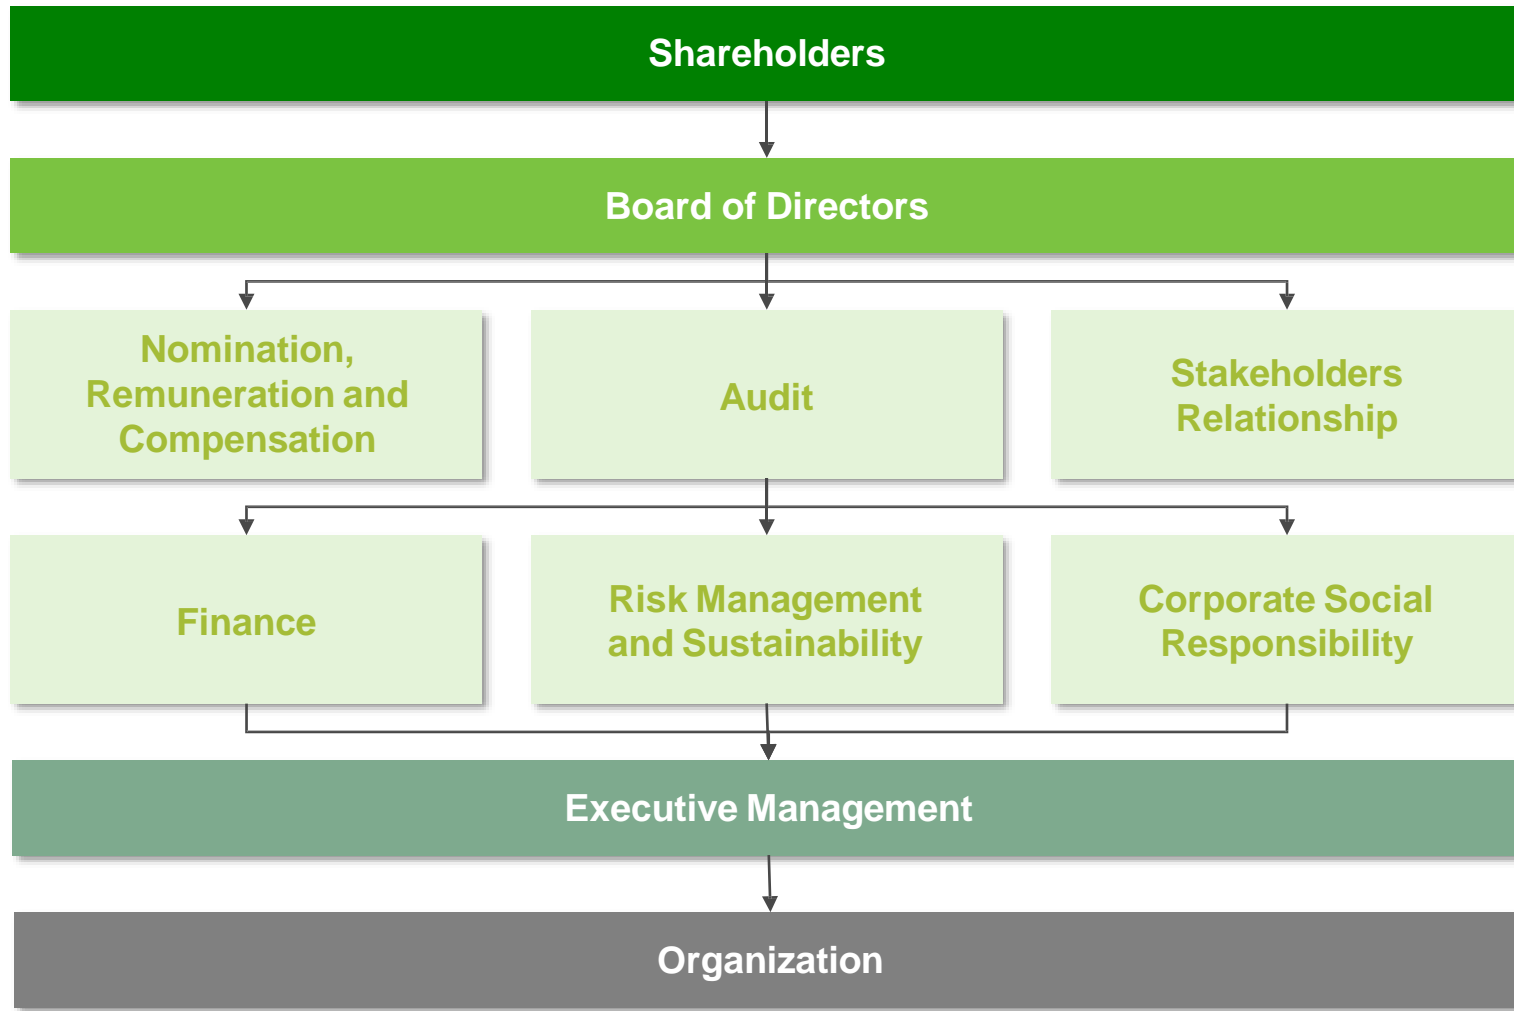 Shareholders
Board of Directors
Nomination,
Remuneration and
Compensation
Audit
Stakeholders
Relationship
Finance
Risk Management
and Sustainability
Corporate Social
Responsibility
Executive Management
Organization